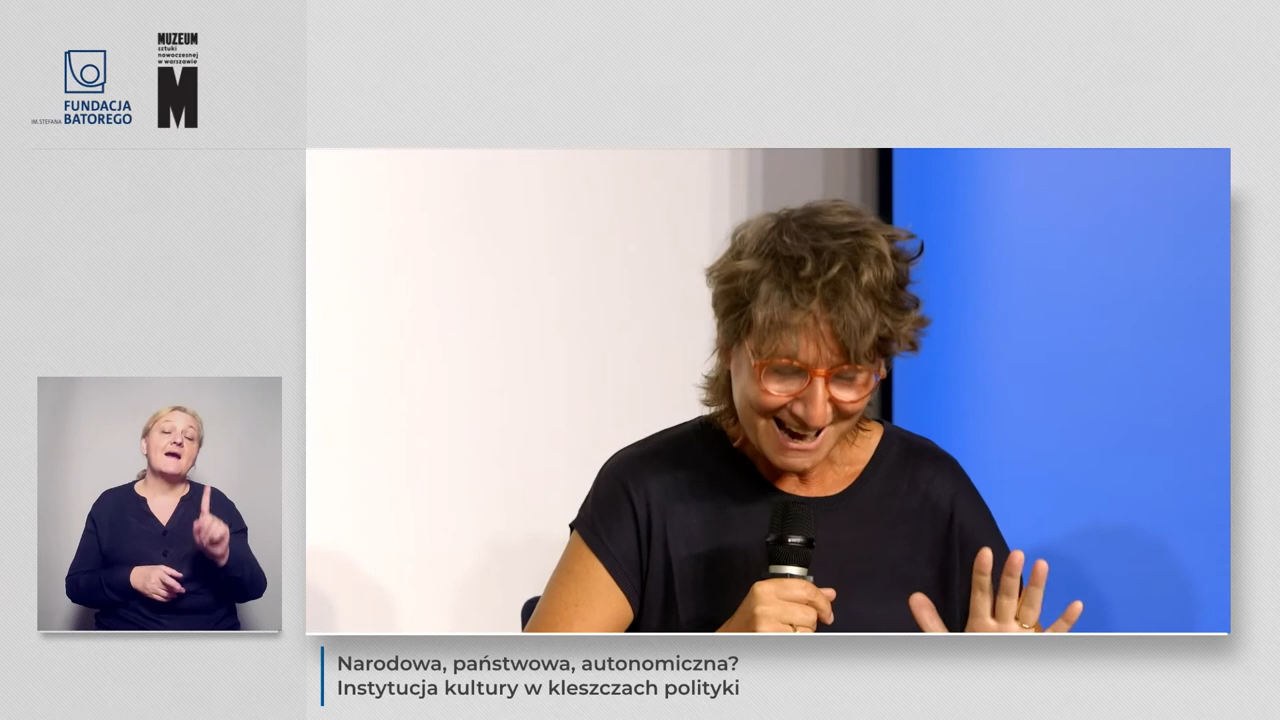 FUNDACJA
IM. STEFANA BATOREGO
MUZEUM
sztuki
nowoczesnej
w warszawie
M
Narodowa, państwowa, autonomiczna?
Instytucja kultury w kleszczach polityki